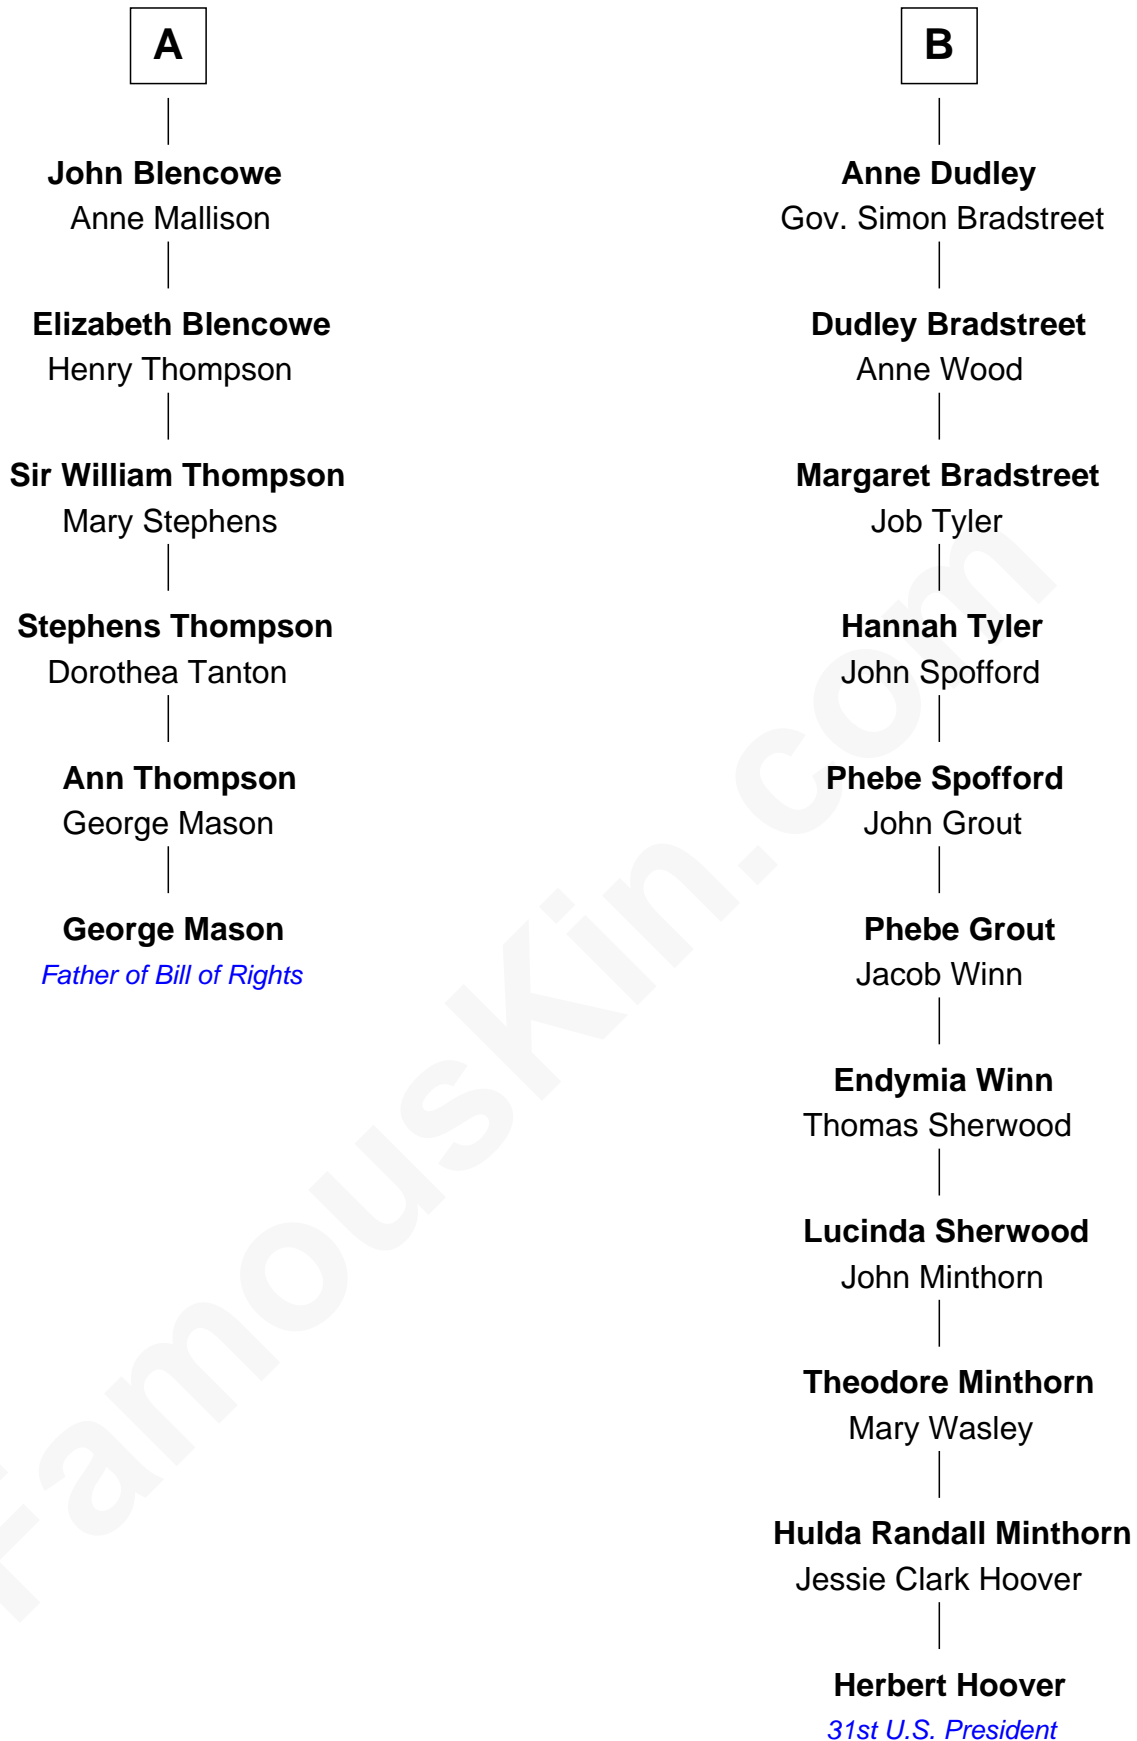 A
John Blencowe
Anne Mallison
Elizabeth Blencowe
Henry Thompson
Sir William Thompson
Mary Stephens
Stephens Thompson
Dorothea Tanton
Ann Thompson
George Mason
George Mason
Father of Bill of Rights
B
Anne Dudley
Gov. Simon Bradstreet
Dudley Bradstreet
Anne Wood
Margaret Bradstreet
Job Tyler
Hannah Tyler
John Spofford
Phebe Spofford
John Grout
Phebe Grout
Jacob Winn
Endymia Winn
Thomas Sherwood
Lucinda Sherwood
John Minthorn
Theodore Minthorn
Mary Wasley
Hulda Randall Minthorn
Jessie Clark Hoover
Herbert Hoover
31st U.S. President
FamousKin.com